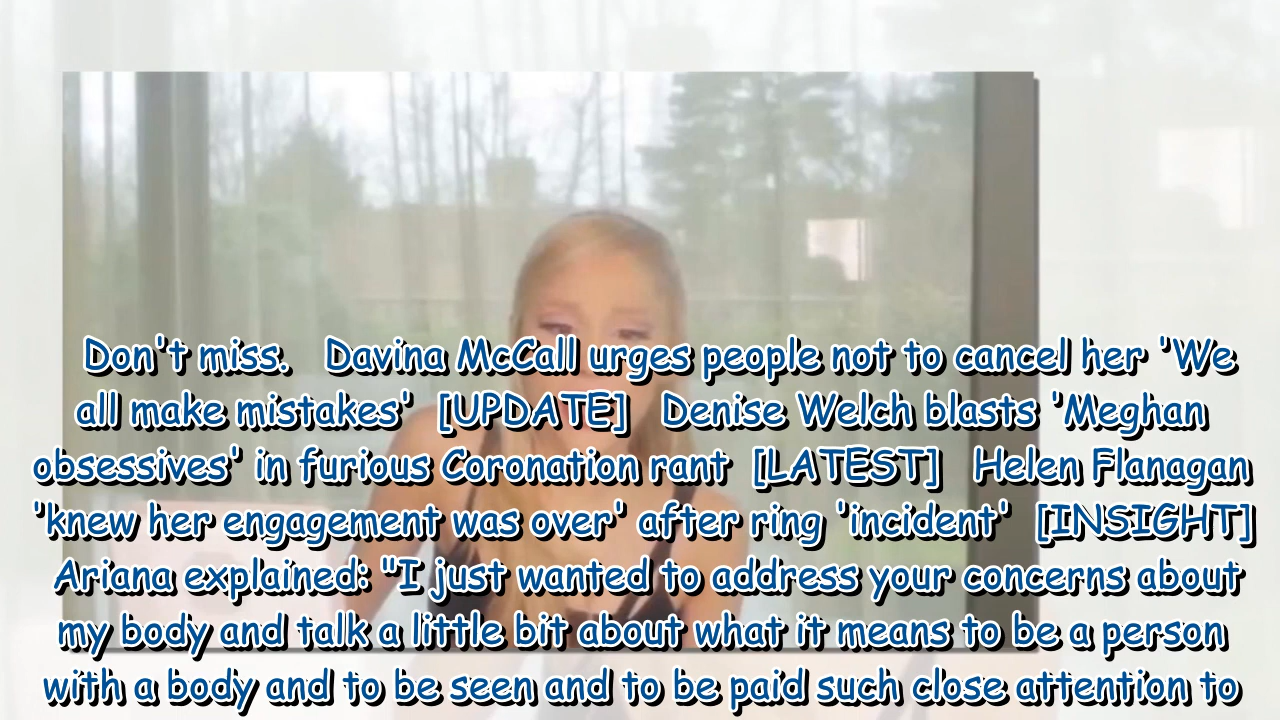 Don't miss. Davina McCall urges people not to cancel her 'We
all make mistakes' [UPDATE] Denise Welch blasts 'Meghan
obsessives' in furious Coronation rant [LATEST] Helen Flanagan
'knew her engagement was over' after ring 'incident' [INSIGHT]
Ariana explained: "I just wanted to address your concerns about
my body and talk a little bit about what it means to be a person
with a body and to be seen and to be paid such close attention to